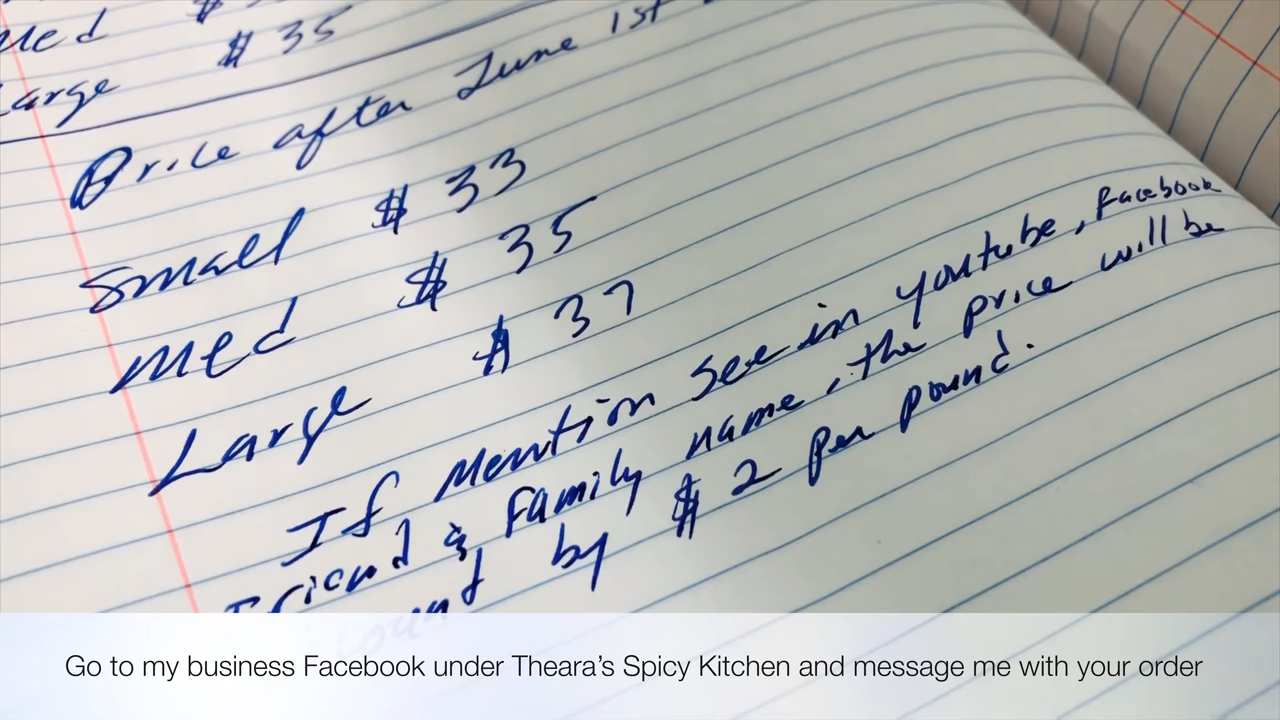 Med $
Large $ 35
Price after June 1st
Small $ 33
Med $ 35
Large $ 37
If Mention see in youtube, Facebook
Friend & Family name, the price will be
by $ 2 per pound.
Go to my business Facebook under Theara’s Spicy Kitchen and message me with your order